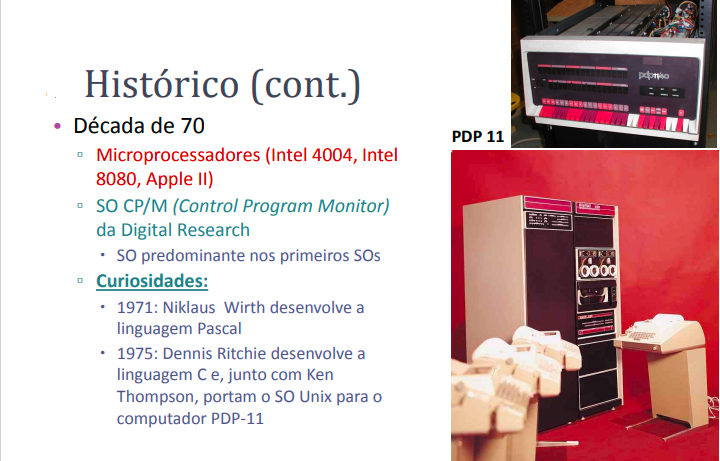 Histórico (cont.)
• Década de 70
▫ Microprocessadores (Intel 4004, Intel
8080, Apple II)
▫ SO CP/M (Control Program Monitor)
da Digital Research
• SO predominante nos primeiros SOs
▫ Curiosidades:
• 1971: Niklaus Wirth desenvolve a
linguagem Pascal
• 1975: Dennis Ritchie desenvolve a
linguagem C e, junto com Ken
Thompson, portam o SO Unix para o
computador PDP-11
PDP 11